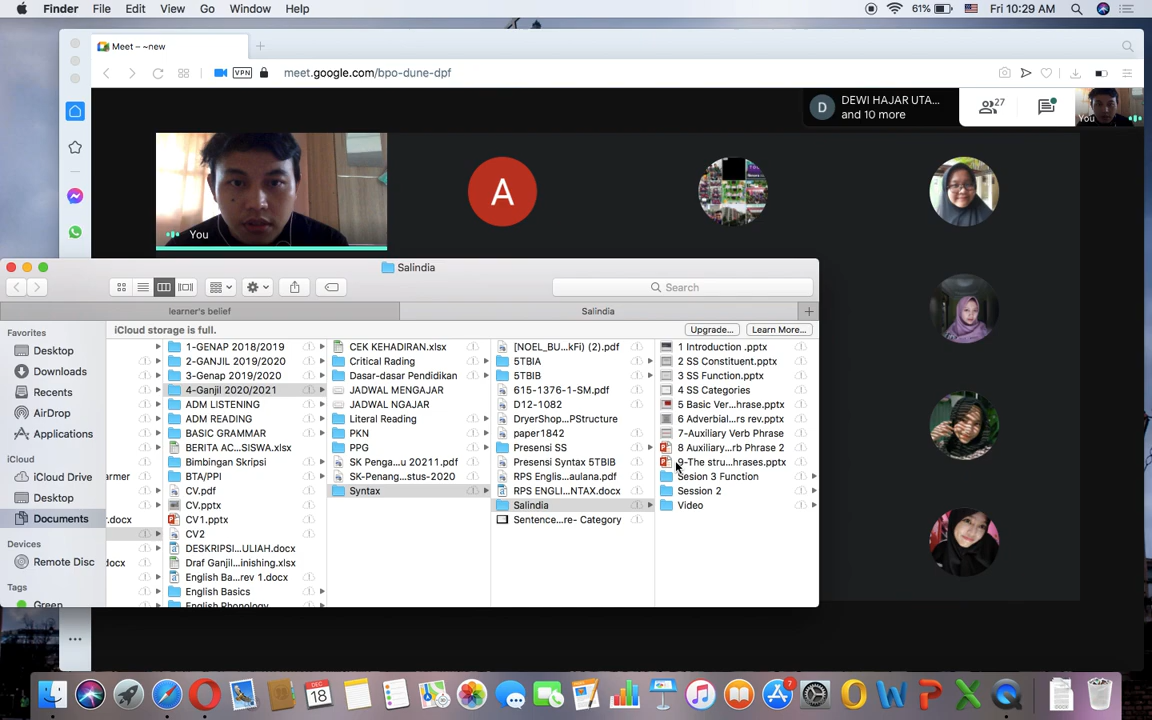 Finder File Edit View Go Window Help 61% Fri 10:29 AM
Meet – ~new
VPN meet.google.com/bpo-dune-dpf
D DEWI HAJAR UTA...
and 10 more
27
You
A
You
Salindia
Search
learner's belief Salindia
iCloud storage is full. Upgrade... Learn More...
Favorites
Desktop
Downloads
Recents
AirDrop
Applications
iCloud
iCloud Drive
Desktop
Documents
Devices
Remote Disc
Tags
Green
armer
.docx
docx
1-GENAP 2018/2019
2-GANJIL 2019/2020
3-Genap 2019/2020
4-Ganjil 2020/2021
ADM LISTENING
ADM READING
BASIC GRAMMAR
BERITA AC...SISWA.xlsx
Bimbingan Skripsi
BTA/PPI
CV.pdf
CV.pptx
CV1.pptx
CV2
DESKRIPSI...ULIAH.docx
Draf Ganjil...inishing.xlsx
English Ba...rev 1.docx
English Basics
English Phonology
CEK KEHADIRAN.xlsx
Critical Rading
Dasar-dasar Pendidikan
JADWAL MENGAJAR
JADWAL NGAJAR
Literal Reading
PKN
PPG
SK Penga...u 20211.pdf
SK-Penang...stus-2020
Syntax
[NOEL_BU...kFi) (2).pdf
5TBIA
5TBIB
615-1376-1-SM.pdf
D12-1082
DryerShop...PStructure
paper1842
Presensi SS
Presensi Syntax 5TBIB
RPS Englis...aulana.pdf
RPS ENGLI...NTAX.docx
Salindia
Sentence...re- Category
1 Introduction .pptx
2 SS Constituent.pptx
3 SS Function.pptx
4 SS Categories
5 Basic Ver...hrase.pptx
6 Adverbial...rs rev.pptx
7-Auxiliary Verb Phrase
8 Auxiliary...rb Phrase 2
9-The stru...hrases.pptx
Sesion 3 Function
Session 2
Video
DEC
18
7